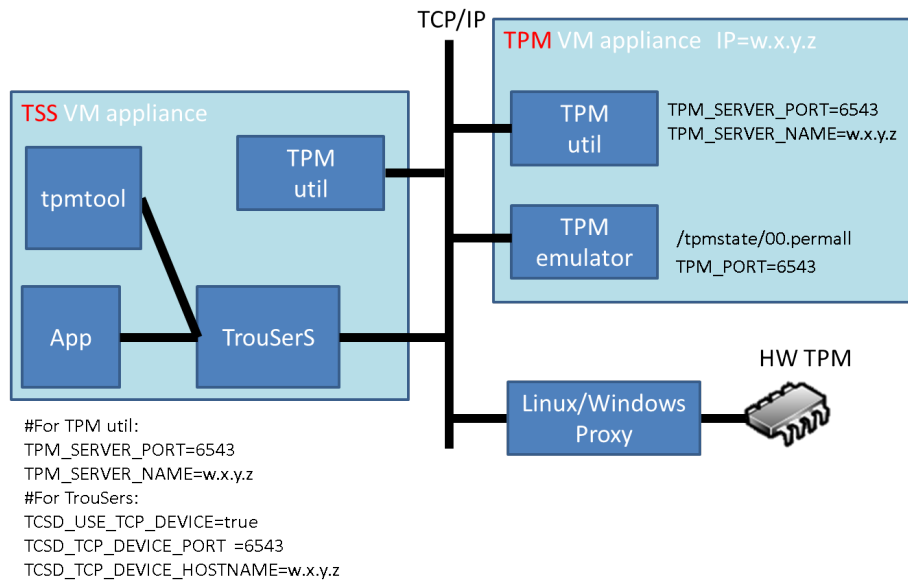 TCP/IP
TPM VM appliance IP=w.x.y.z
TPM
util
TPM_SERVER_PORT=6543
TPM_SERVER_NAME=w.x.y.z
TPM
emulator
/tpmstate/00.permall
TPM_PORT=6543
TSS VM appliance
tpmtool
TPM
util
App
TrouSerS
HW TPM
Linux/Windows
Proxy
#For TPM util:
TPM_SERVER_PORT=6543
TPM_SERVER_NAME=w.x.y.z
#For TrouSers:
TCSD_USE_TCP_DEVICE=true
TCSD_TCP_DEVICE_PORT =6543
TCSD_TCP_DEVICE_HOSTNAME=w.x.y.z